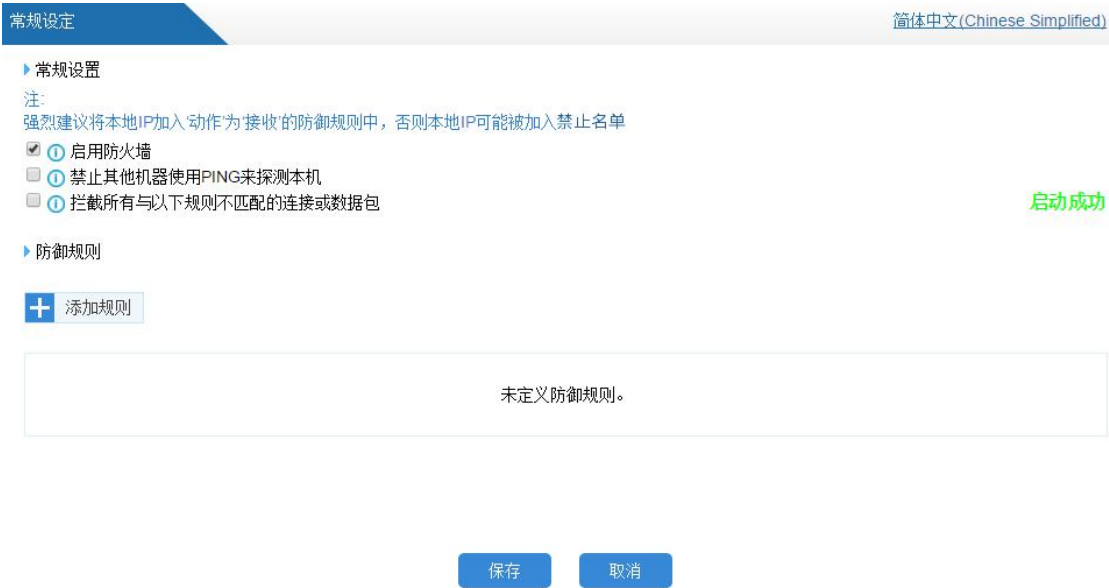 常规设定
简体中文(Chinese Simplified)
常规设置
注:
强烈建议将本地IP加入'动作'为'接收'的防御规则中，否则本地IP可能被加入禁止名单
启用防火墙
禁止其他机器使用PING来探测本机
拦截所有与以下规则不匹配的连接或数据包
启动成功
防御规则
添加规则
未定义防御规则。
保存
取消